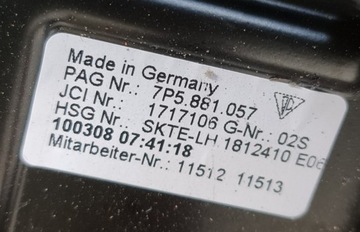 Made in Germany
PAG Nr.: 7P5.881.057
JCI Nr.: 1717106 G-Nr.: 02S
HSG Nr.: SKTE-LH 1812410 E06
100308 07:41:18
Mitarbeiter-Nr.: 11512 11513